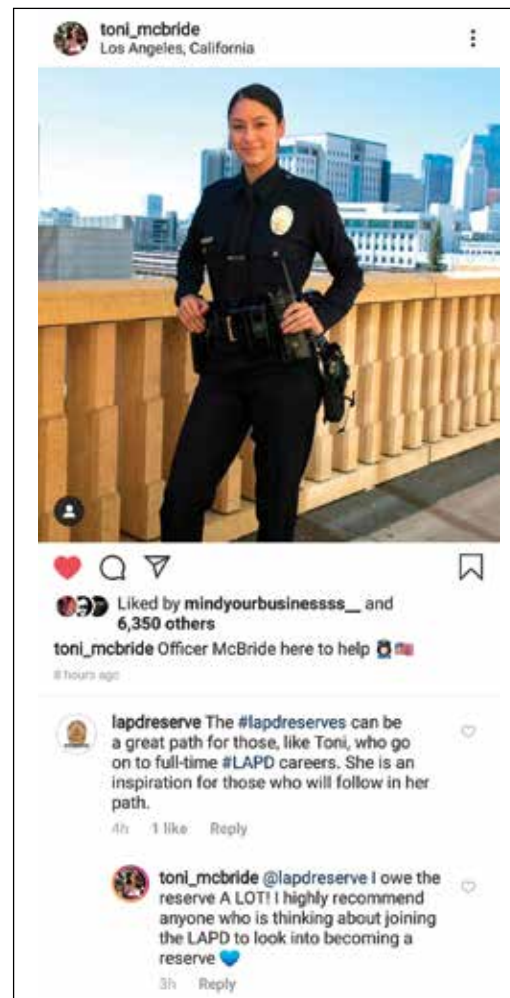 toni_mcbride
Los Angeles, California
Liked by mindyourbusinessss__ and
6,350 others
toni_mcbride Officer McBride here to help 👮🏻‍♀️🇺🇸
8 hours ago
lapdreserve The #lapdreserves can be
a great path for those, like Toni, who go
on to full-time #LAPD careers. She is an
inspiration for those who will follow in her
path.
4h 1 like Reply
toni_mcbride @lapdreserve I owe the
reserve A LOT! I highly recommend
anyone who is thinking about joining
the LAPD to look into becoming a
reserve 💙
3h Reply